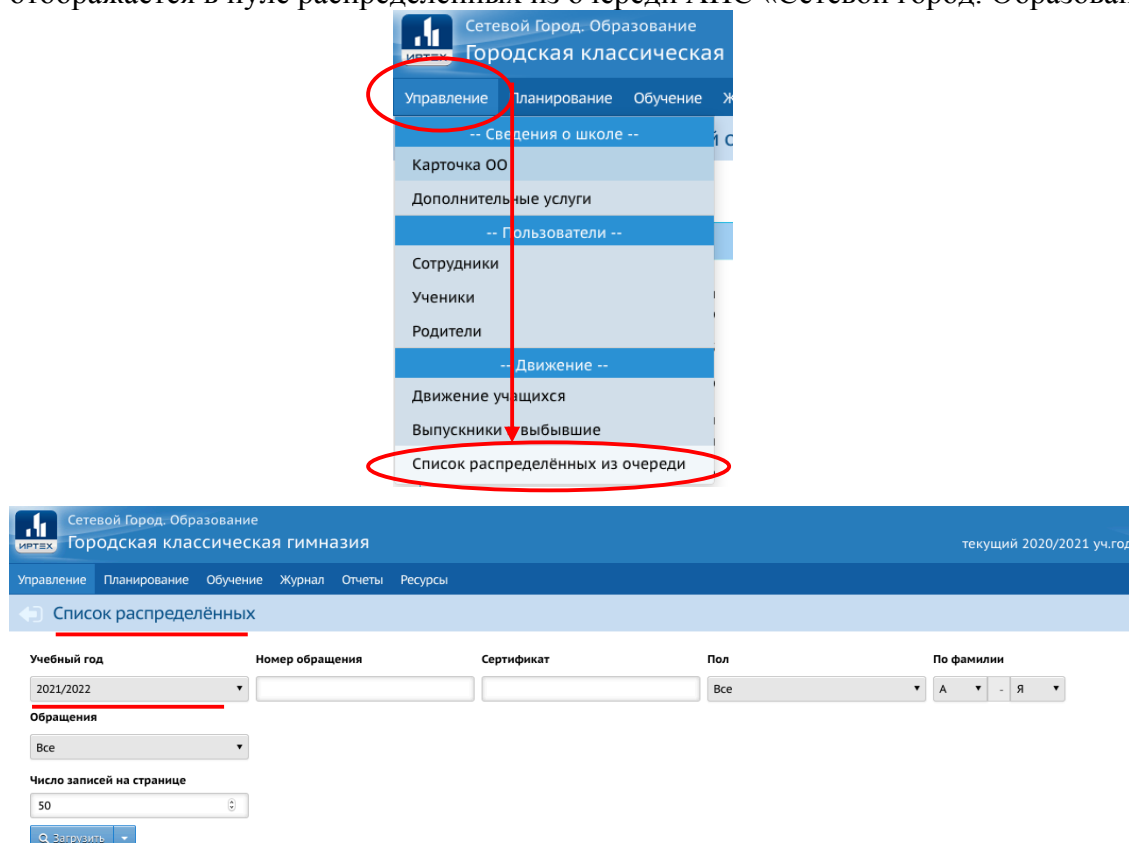 отображается в пуле распределенных из очереди АИС «Сетевой город. Образован
Сетевой Город. Образование
ИРТЕХ Городская классическа
Управление Планирование Обучение Ж
-- Сведения о школе --
Карточка ОО
Дополнительные услуги
-- Пользователи --
Сотрудники
Ученики
Родители
-- Движение --
Движение учащихся
Выпускники выбывшие
Список распределённых из очереди
Сетевой Город. Образование
ИРТЕХ Городская классическая гимназия
текущий 2020/2021 уч.год
Управление Планирование Обучение Журнал Отчеты Ресурсы
Список распределённых
Учебный год Номер обращения Сертификат Пол По фамилии
2021/2022 Все А - Я
Обращения
Все
Число записей на странице
50
Загрузить